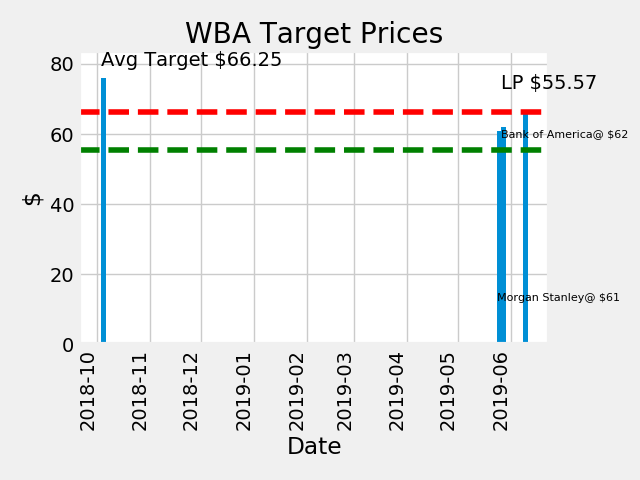 WBA Target Prices
Avg Target $66.25
LP $55.57
Bank of America@ $62
Morgan Stanley@ $61
$
80
60
40
20
0
2018-10
2018-11
2018-12
2019-01
2019-02
2019-03
2019-04
2019-05
2019-06
Date